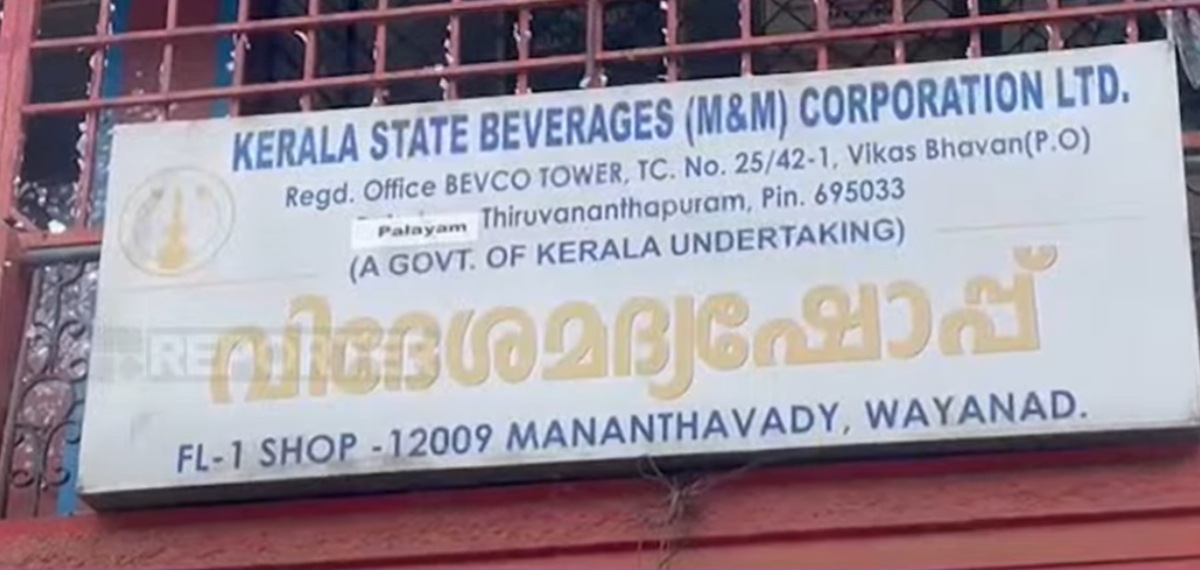 KERALA STATE BEVERAGES (M&M) CORPORATION LTD.
Regd. Office BEVCO TOWER, TC. No. 25/42-1, Vikas Bhavan(P.O)
Palayam Thiruvananthapuram, Pin. 695033
(A GOVT. OF KERALA UNDERTAKING)
വിദേശമദ്യഷോപ്പ്
REPORTER
FL-1 SHOP -12009 MANANTHAVADY, WAYANAD.